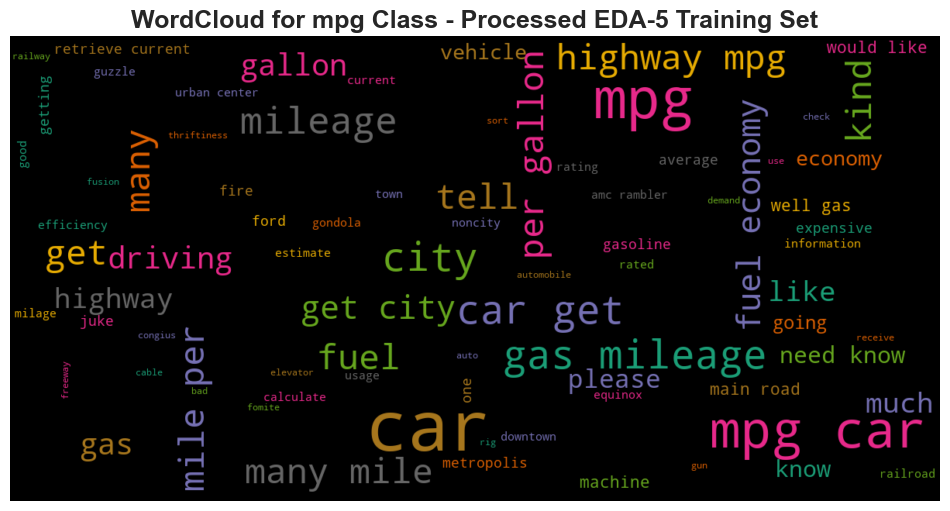 WordCloud for mpg Class - Processed EDA-5 Training Set
railway
retrieve current
guzzle
getting
urban center
gallon
current
vehicle
highway mpg
would like
kind
mileage
mpg
sort
per gallon
check
good
many
thriftiness
rating
average
use
economy
fusion
fire
town
tell
amc rambler
demand
fuel economy
well gas
efficiency
ford
gondola
noncity
expensive
get
driving
estimate
city
gasoline
information
rated
automobile
highway
milage
juke
get city
car get
like
going
congius
mile per
receive
freeway
cable
bad
fuel
elevator
usage
auto
gas mileage
need know
please
equinox
main road
fomite
calculate
one
car
much
gas
rig
downtown
mpg car
many mile
metropolis
gun
know
machine
railroad